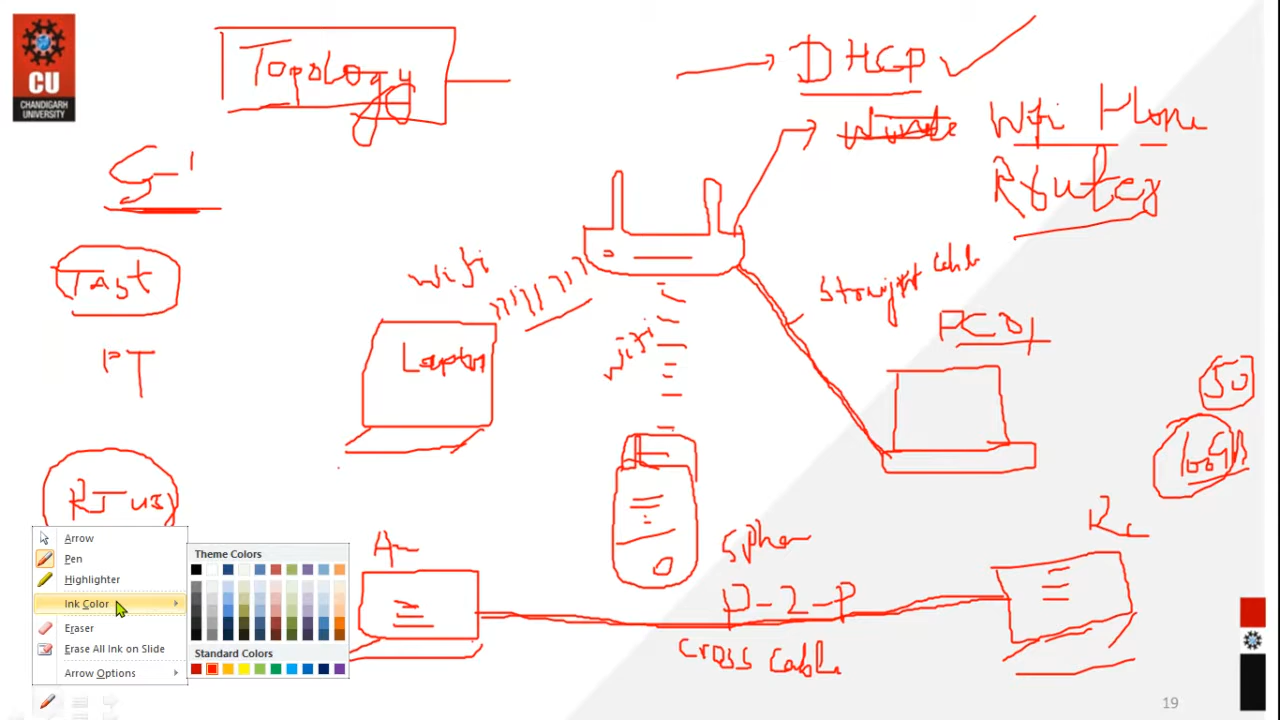 CU
CHANDIGARH
UNIVERSITY
Topology
DHCP
Wifi Home
Router
S-1
Task
wifi
Straight Cable
PC01
Laptop
wifi
PT
50
RJ45
Arrow
Pen
Highlighter
Ink Color
Eraser
Erase All Ink on Slide
Arrow Options
Theme Colors
Standard Colors
P-2-P
Cross Cable
19